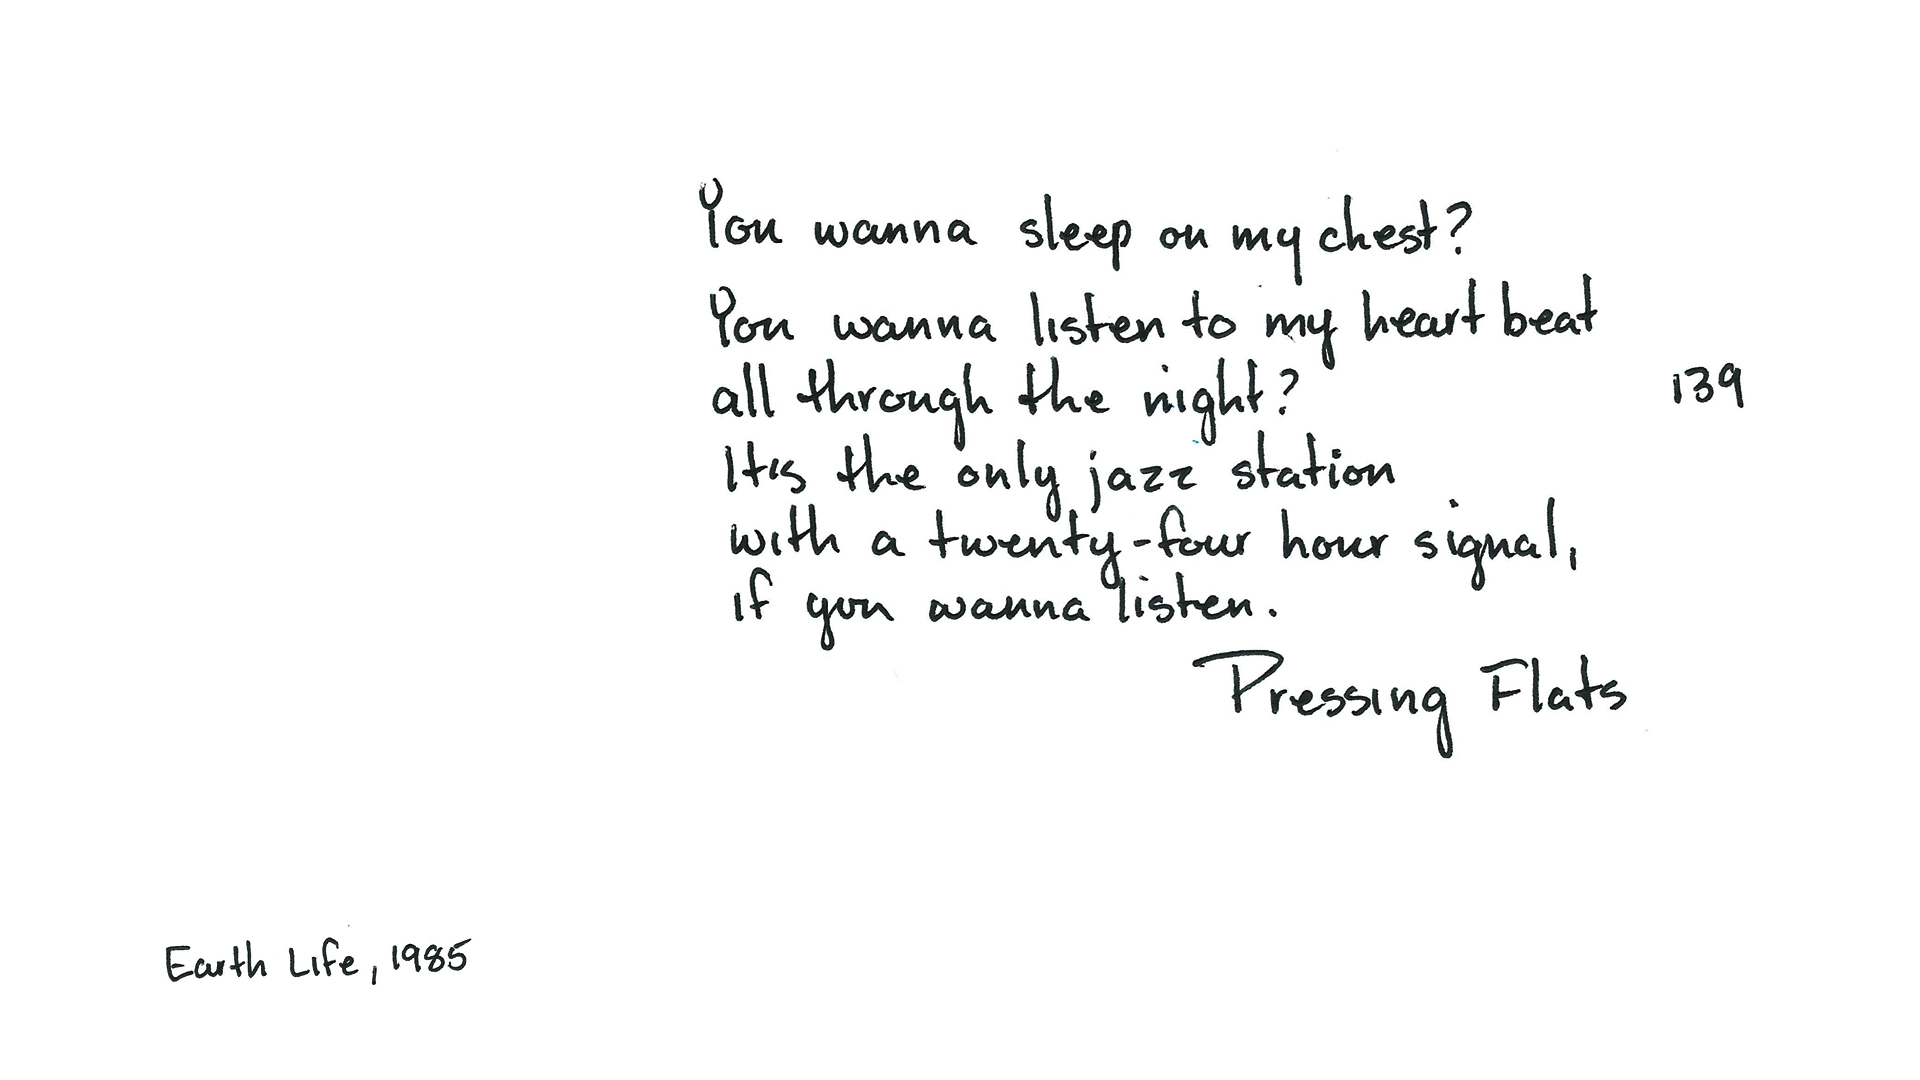 You wanna sleep on my chest?
You wanna listen to my heart beat
all through the night?
It's the only jazz station
with a twenty-four hour signal,
if you wanna listen.
Pressing Flats
139
Earth Life, 1985